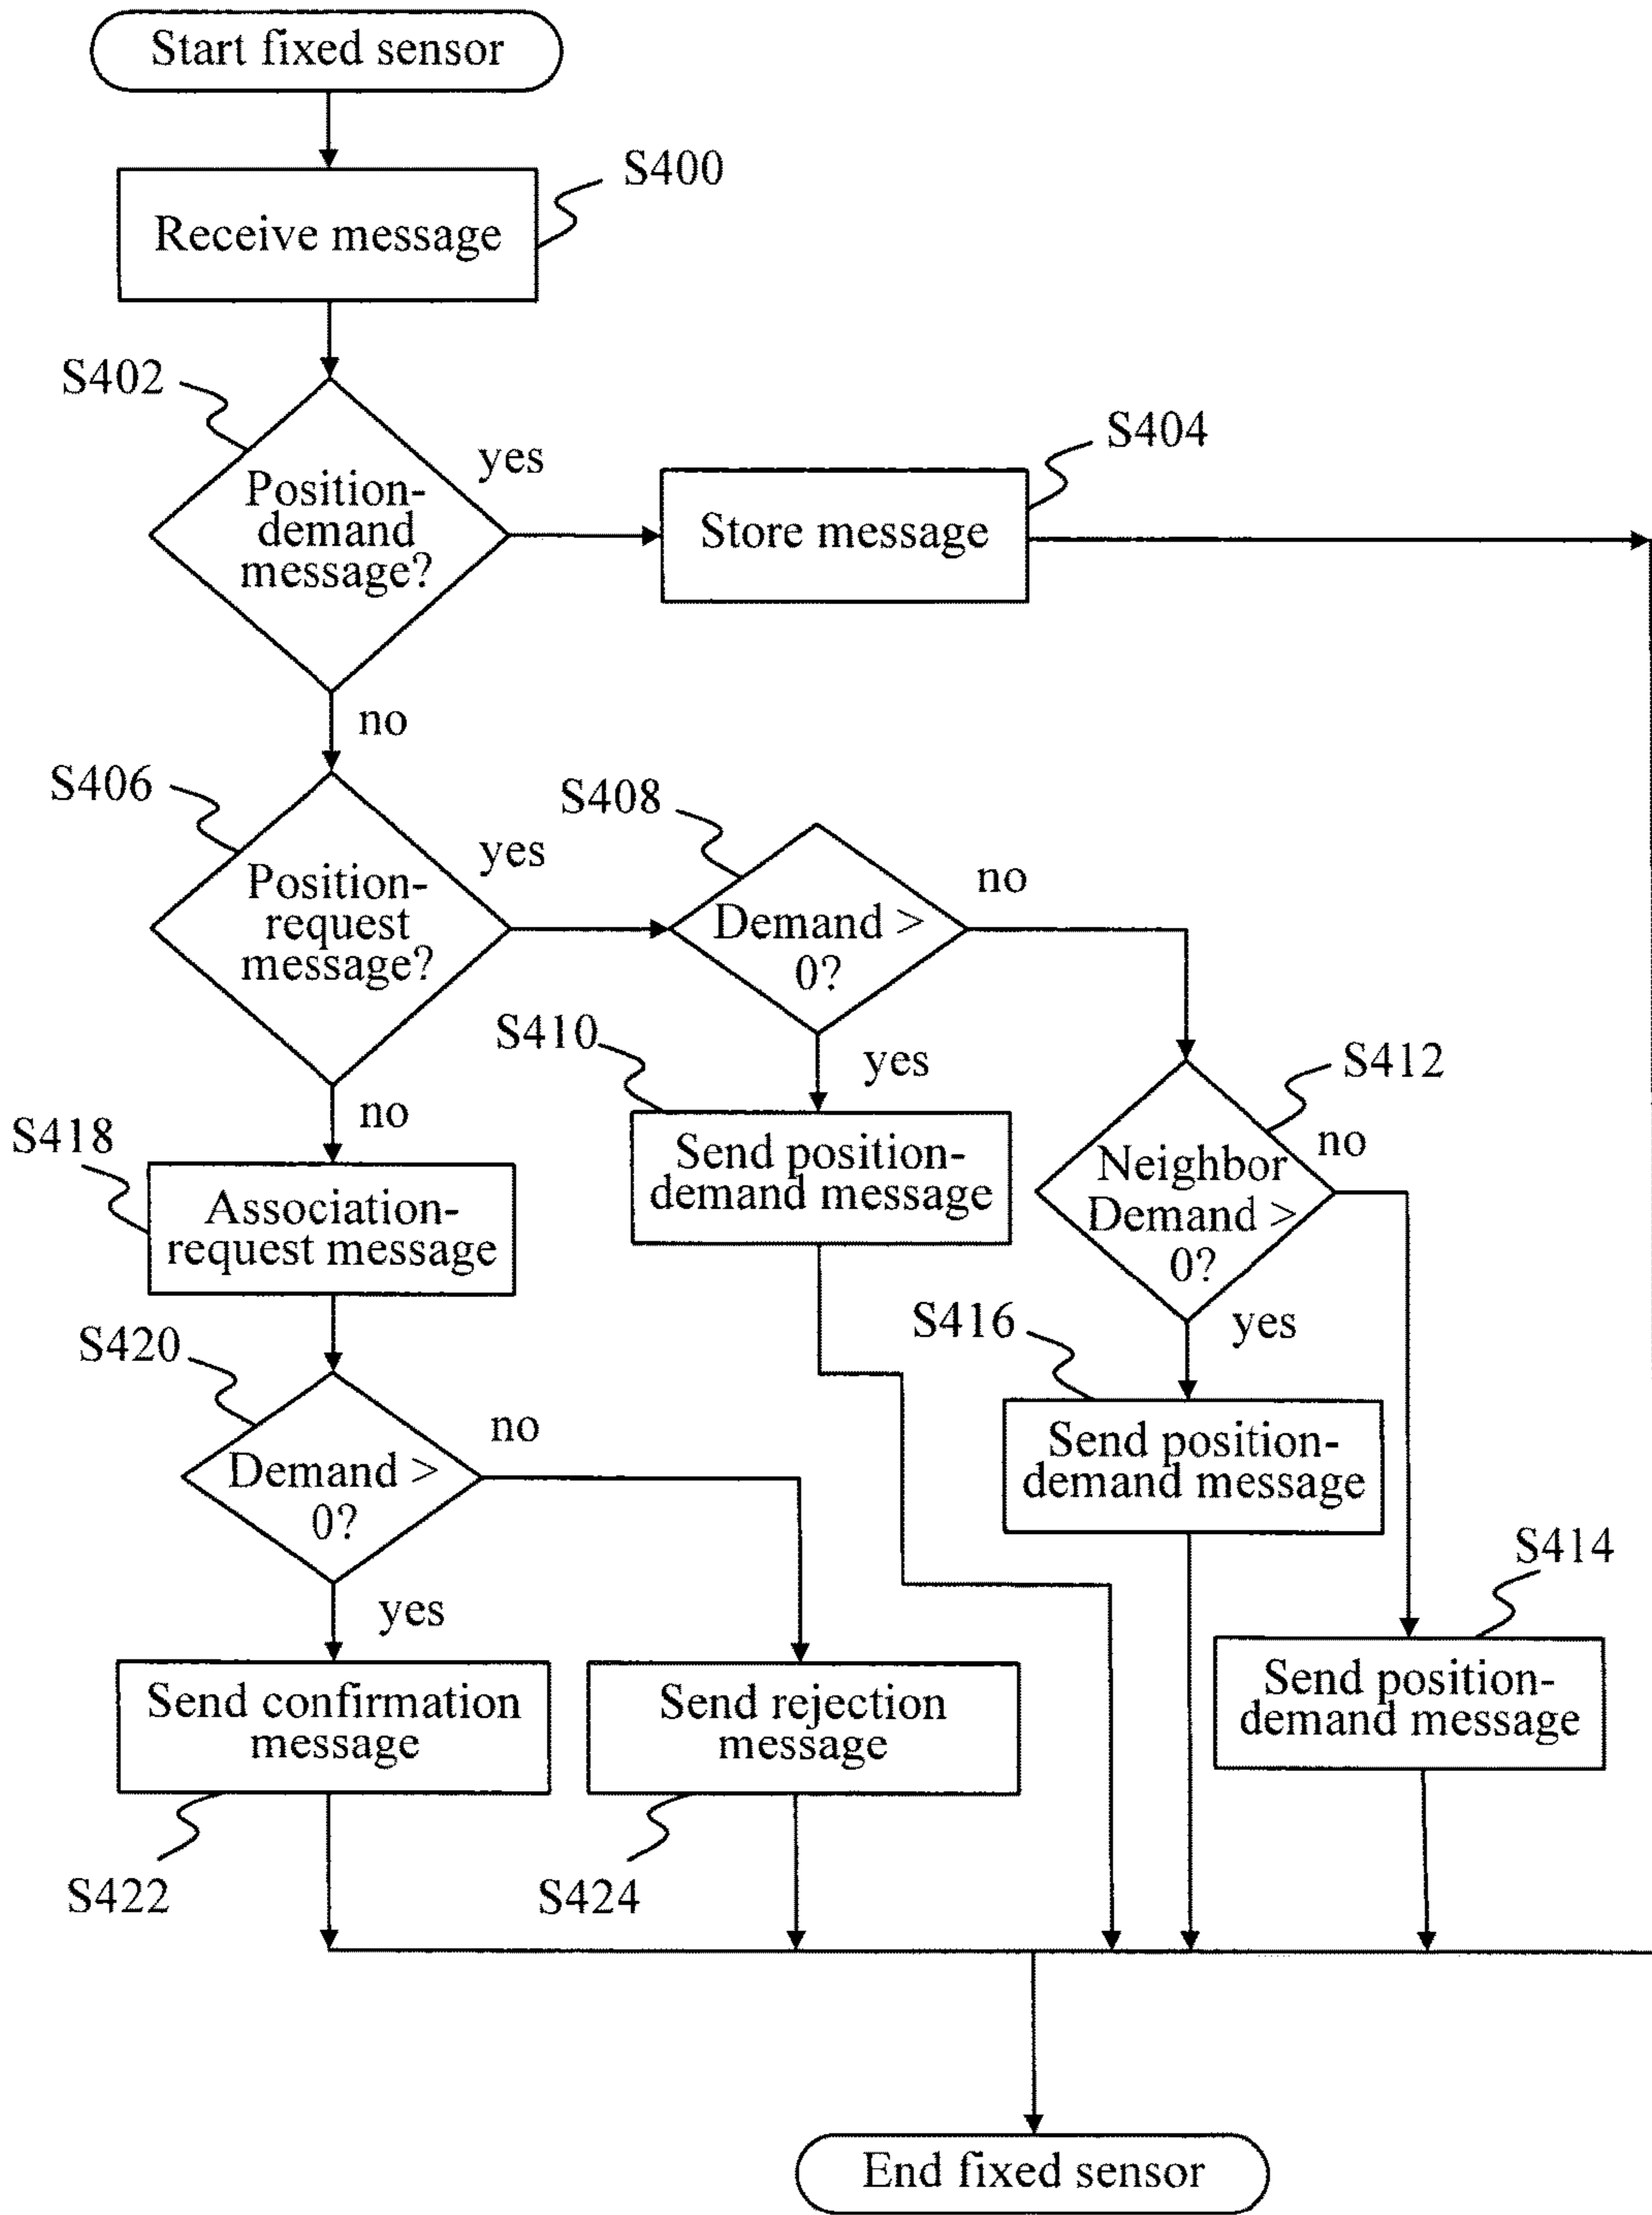 Start fixed sensor
S400
Receive message
S402
yes
Position-
demand
message?
S404
Store message
no
S406
yes
Position-
request
message?
S408
no
Demand >
0?
S410
yes
Send position-
demand message
S412
no
Neighbor
Demand >
0?
no
S418
Association-
request message
S416
yes
Send position-
demand message
S420
no
Demand >
0?
S414
Send position-
demand message
yes
Send confirmation
message
Send rejection
message
S422
S424
End fixed sensor